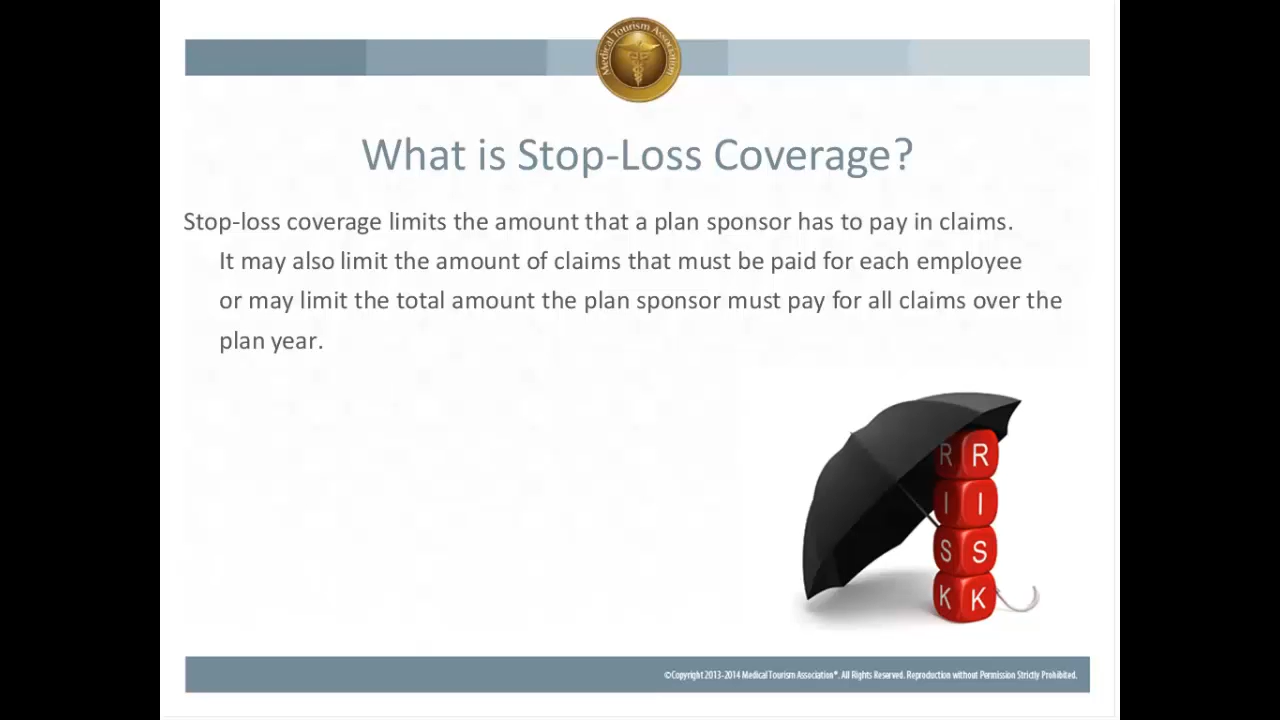 Medical Tourism Association
What is Stop-Loss Coverage?
Stop-loss coverage limits the amount that a plan sponsor has to pay in claims.
It may also limit the amount of claims that must be paid for each employee
or may limit the total amount the plan sponsor must pay for all claims over the
plan year.
R R
I I
S S
K K
©Copyright 2013-2014 Medical Tourism Association®. All Rights Reserved. Reproduction without Permission Strictly Prohibited.